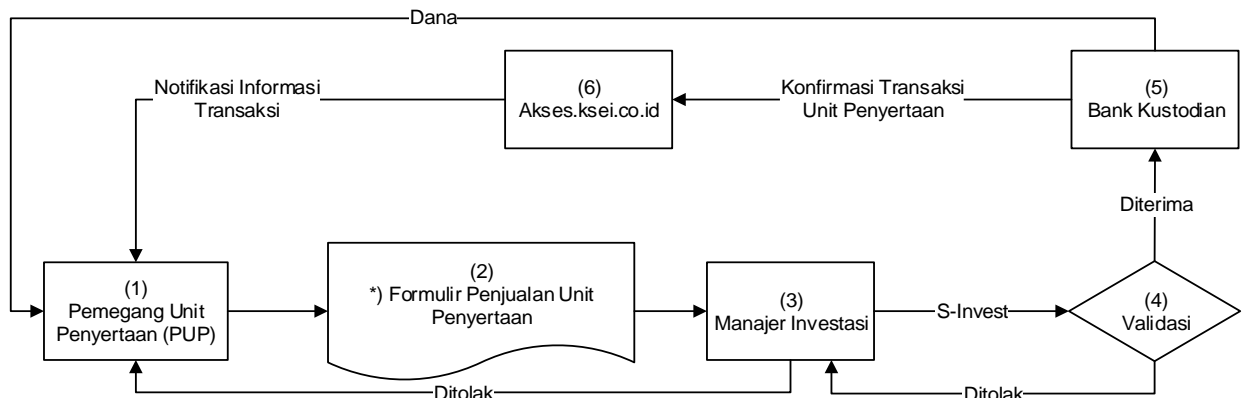 Dana
Notifikasi Informasi
Transaksi
(6)
Akses.ksei.co.id
Konfirmasi Transaksi
Unit Penyertaan
(5)
Bank Kustodian
Diterima
(1)
Pemegang Unit
Penyertaan (PUP)
(2)
*) Formulir Penjualan Unit
Penyertaan
(3)
Manajer Investasi
S-Invest
(4)
Validasi
Ditolak
Ditolak